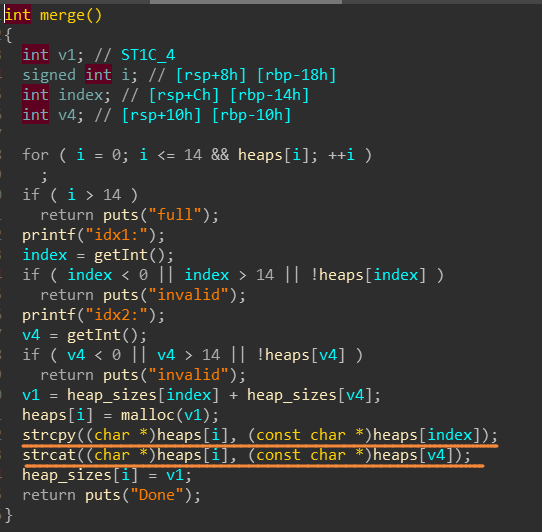 int merge()
{
  int v1; // ST1C_4
  signed int i; // [rsp+8h] [rbp-18h]
  int index; // [rsp+Ch] [rbp-14h]
  int v4; // [rsp+10h] [rbp-10h]

  for ( i = 0; i <= 14 && heaps[i]; ++i )
    ;
  if ( i > 14 )
    return puts("full");
  printf("idx1:");
  index = getInt();
  if ( index < 0 || index > 14 || !heaps[index] )
    return puts("invalid");
  printf("idx2:");
  v4 = getInt();
  if ( v4 < 0 || v4 > 14 || !heaps[v4] )
    return puts("invalid");
  v1 = heap_sizes[index] + heap_sizes[v4];
  heaps[i] = malloc(v1);
  strcpy((char *)heaps[i], (const char *)heaps[index]);
  strcat((char *)heaps[i], (const char *)heaps[v4]);
  heap_sizes[i] = v1;
  return puts("Done");
}